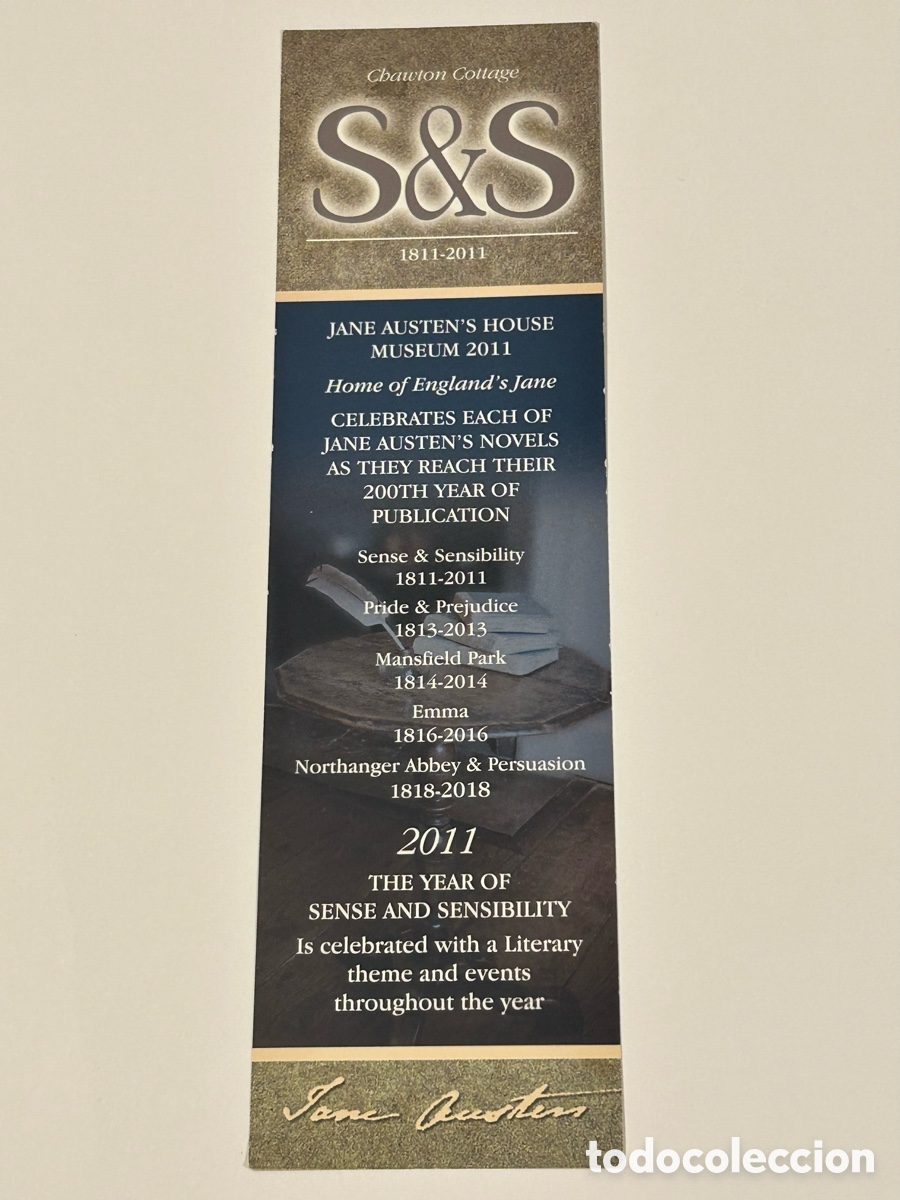 Chawton Cottage
S&S
1811-2011
JANE AUSTEN'S HOUSE
MUSEUM 2011
Home of England's Jane
CELEBRATES EACH OF
JANE AUSTEN'S NOVELS
AS THEY REACH THEIR
200TH YEAR OF
PUBLICATION
Sense & Sensibility
1811-2011
Pride & Prejudice
1813-2013
Mansfield Park
1814-2014
Emma
1816-2016
Northanger Abbey & Persuasion
1818-2018
2011
THE YEAR OF
SENSE AND SENSIBILITY
Is celebrated with a Literary
theme and events
throughout the year
Jane Austen
todocoleccion